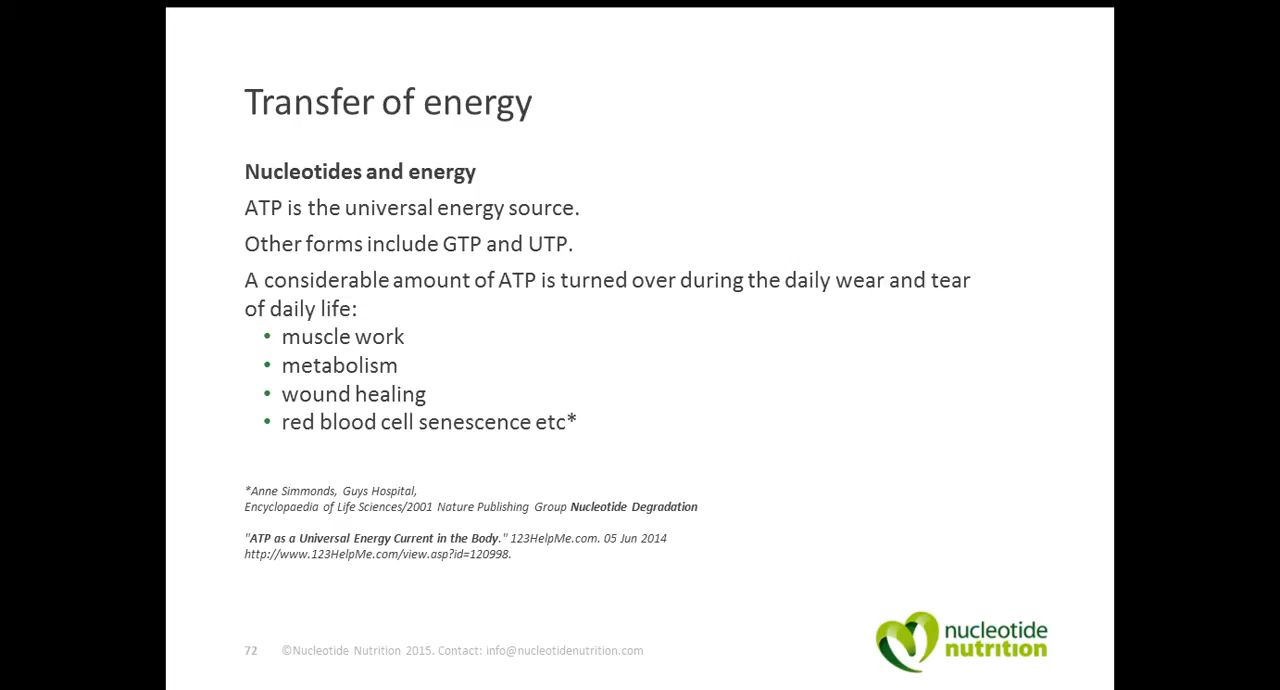 Transfer of energy
Nucleotides and energy
ATP is the universal energy source.
Other forms include GTP and UTP.
A considerable amount of ATP is turned over during the daily wear and tear
of daily life:
• muscle work
• metabolism
• wound healing
• red blood cell senescence etc*
*Anne Simmonds, Guys Hospital,
Encyclopaedia of Life Sciences/2001 Nature Publishing Group Nucleotide Degradation
"ATP as a Universal Energy Current in the Body." 123HelpMe.com. 05 Jun 2014
http://www.123HelpMe.com/view.asp?id=120998.
72 ©Nucleotide Nutrition 2015. Contact: info@nucleotidenutrition.com
nucleotide
nutrition